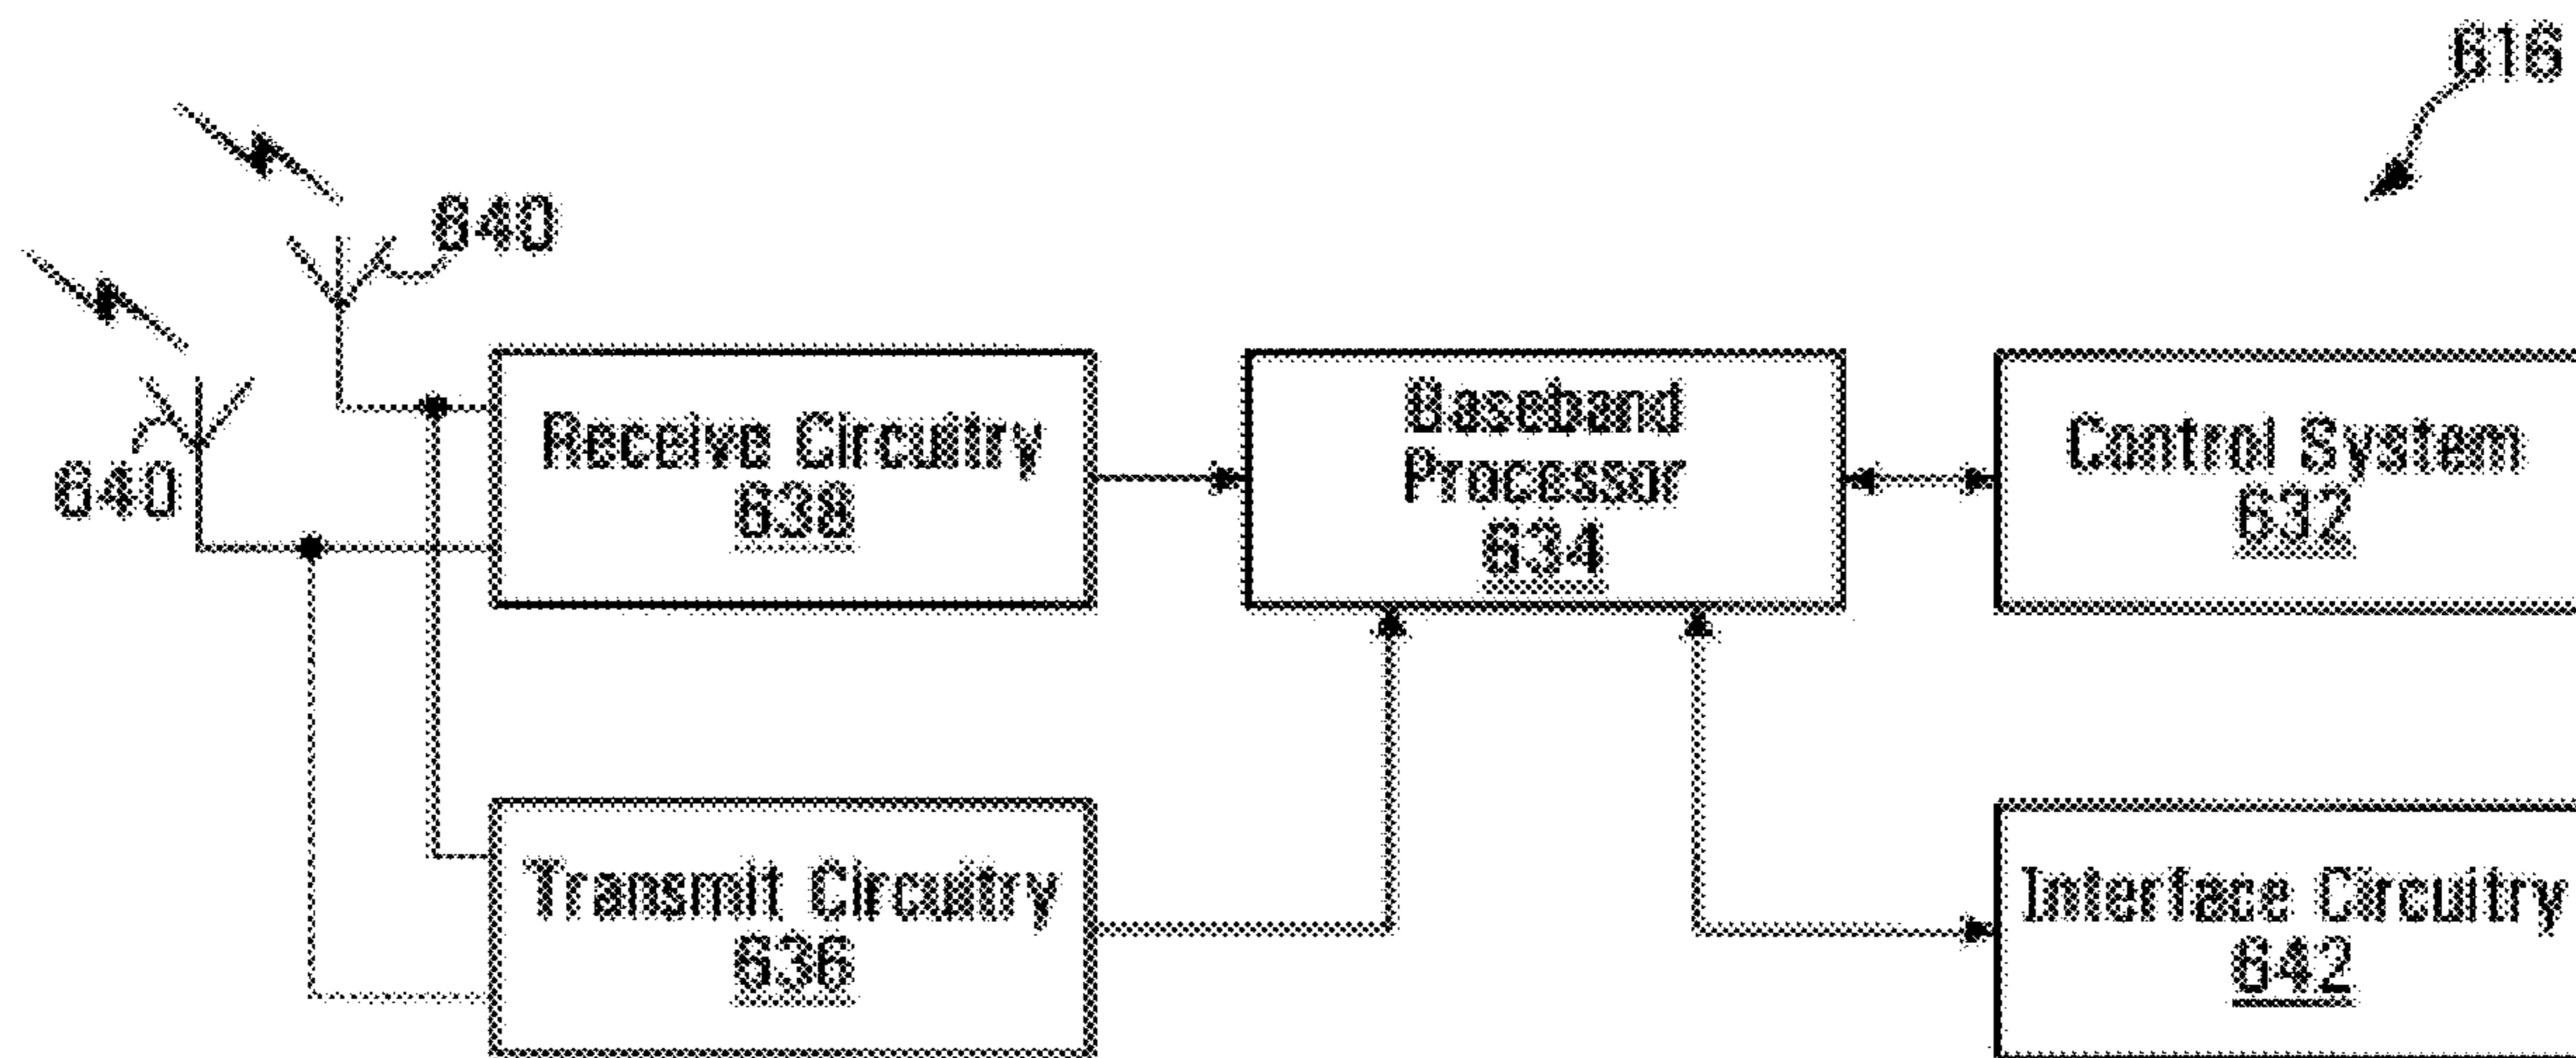 616
640
640
Receive Circuitry
638
Baseband
Processor
634
Control System
632
Transmit Circuitry
636
Interface Circuitry
642